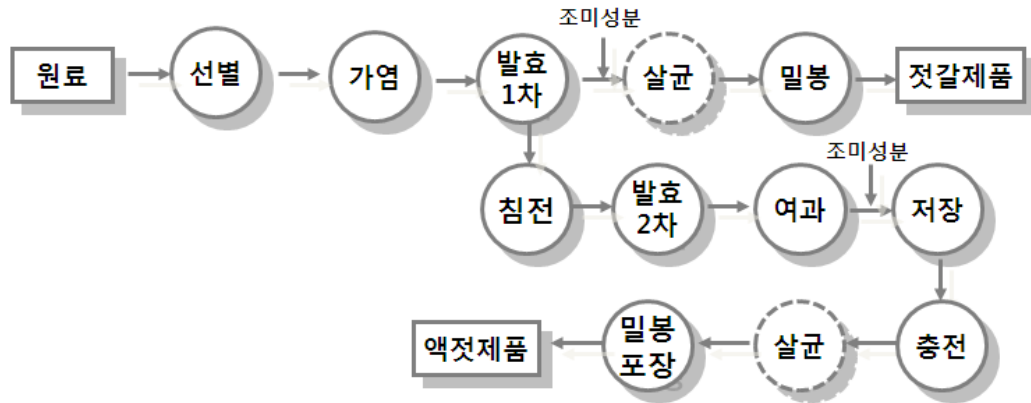 조미성분
원료
선별
가염
발효
1차
살균
밀봉
젓갈제품
조미성분
침전
발효
2차
여과
저장
액젓제품
밀봉
포장
살균
충전